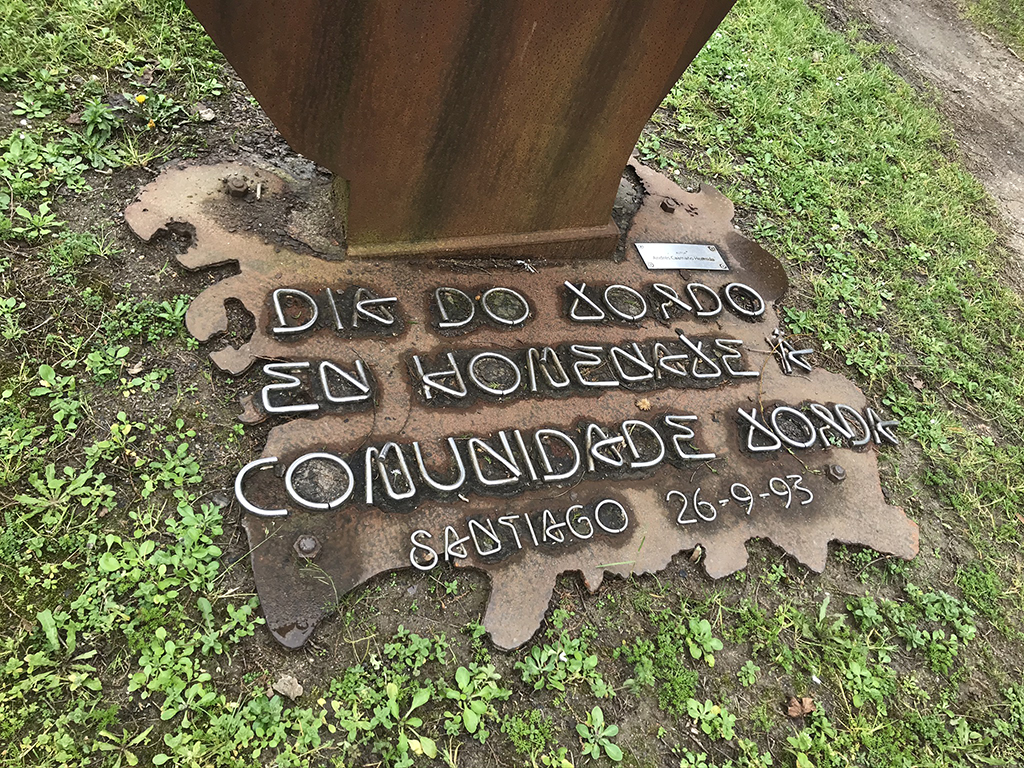 DIA DO XORDO
EN HOMENAXE A
COMUNIDADE XORDA
SANTIAGO 26-9-93